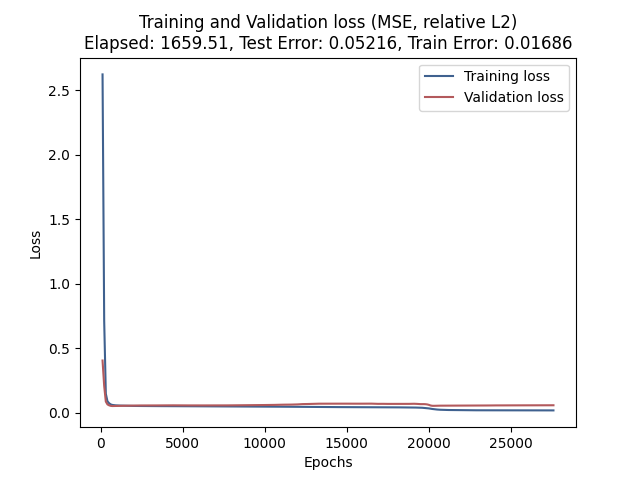 Training and Validation loss (MSE, relative L2)
Elapsed: 1659.51, Test Error: 0.05216, Train Error: 0.01686
Training loss
Validation loss
2.5
2.0
1.5
1.0
0.5
0.0
Loss
0 5000 10000 15000 20000 25000
Epochs